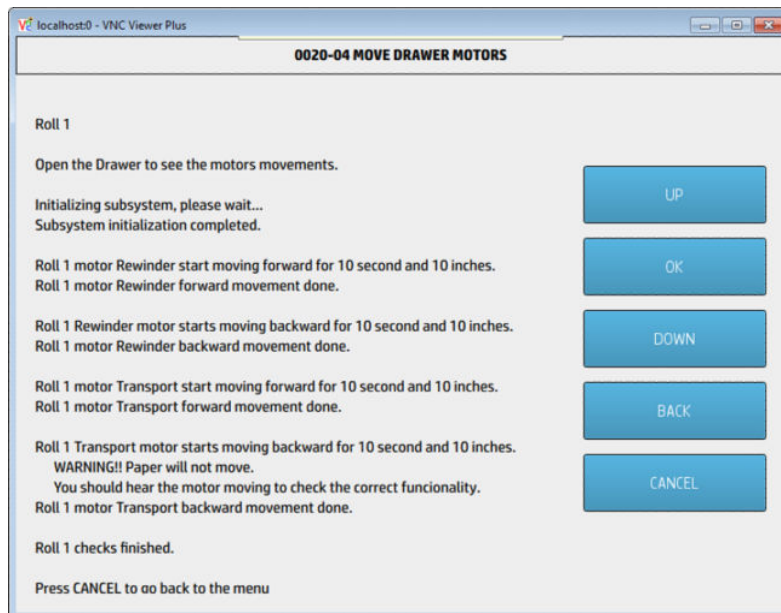 localhost:0 - VNC Viewer Plus
0020-04 MOVE DRAWER MOTORS
Roll 1
Open the Drawer to see the motors movements.
Initializing subsystem, please wait...
Subsystem initialization completed.
Roll 1 motor Rewinder start moving forward for 10 second and 10 inches.
Roll 1 motor Rewinder forward movement done.
Roll 1 Rewinder motor starts moving backward for 10 second and 10 inches.
Roll 1 motor Rewinder backward movement done.
Roll 1 motor Transport start moving forward for 10 second and 10 inches.
Roll 1 motor Transport forward movement done.
Roll 1 Transport motor starts moving backward for 10 second and 10 inches.
WARNING!! Paper will not move.
You should hear the motor moving to check the correct funcionality.
Roll 1 motor Transport backward movement done.
Roll 1 checks finished.
Press CANCEL to go back to the menu
UP
OK
DOWN
BACK
CANCEL